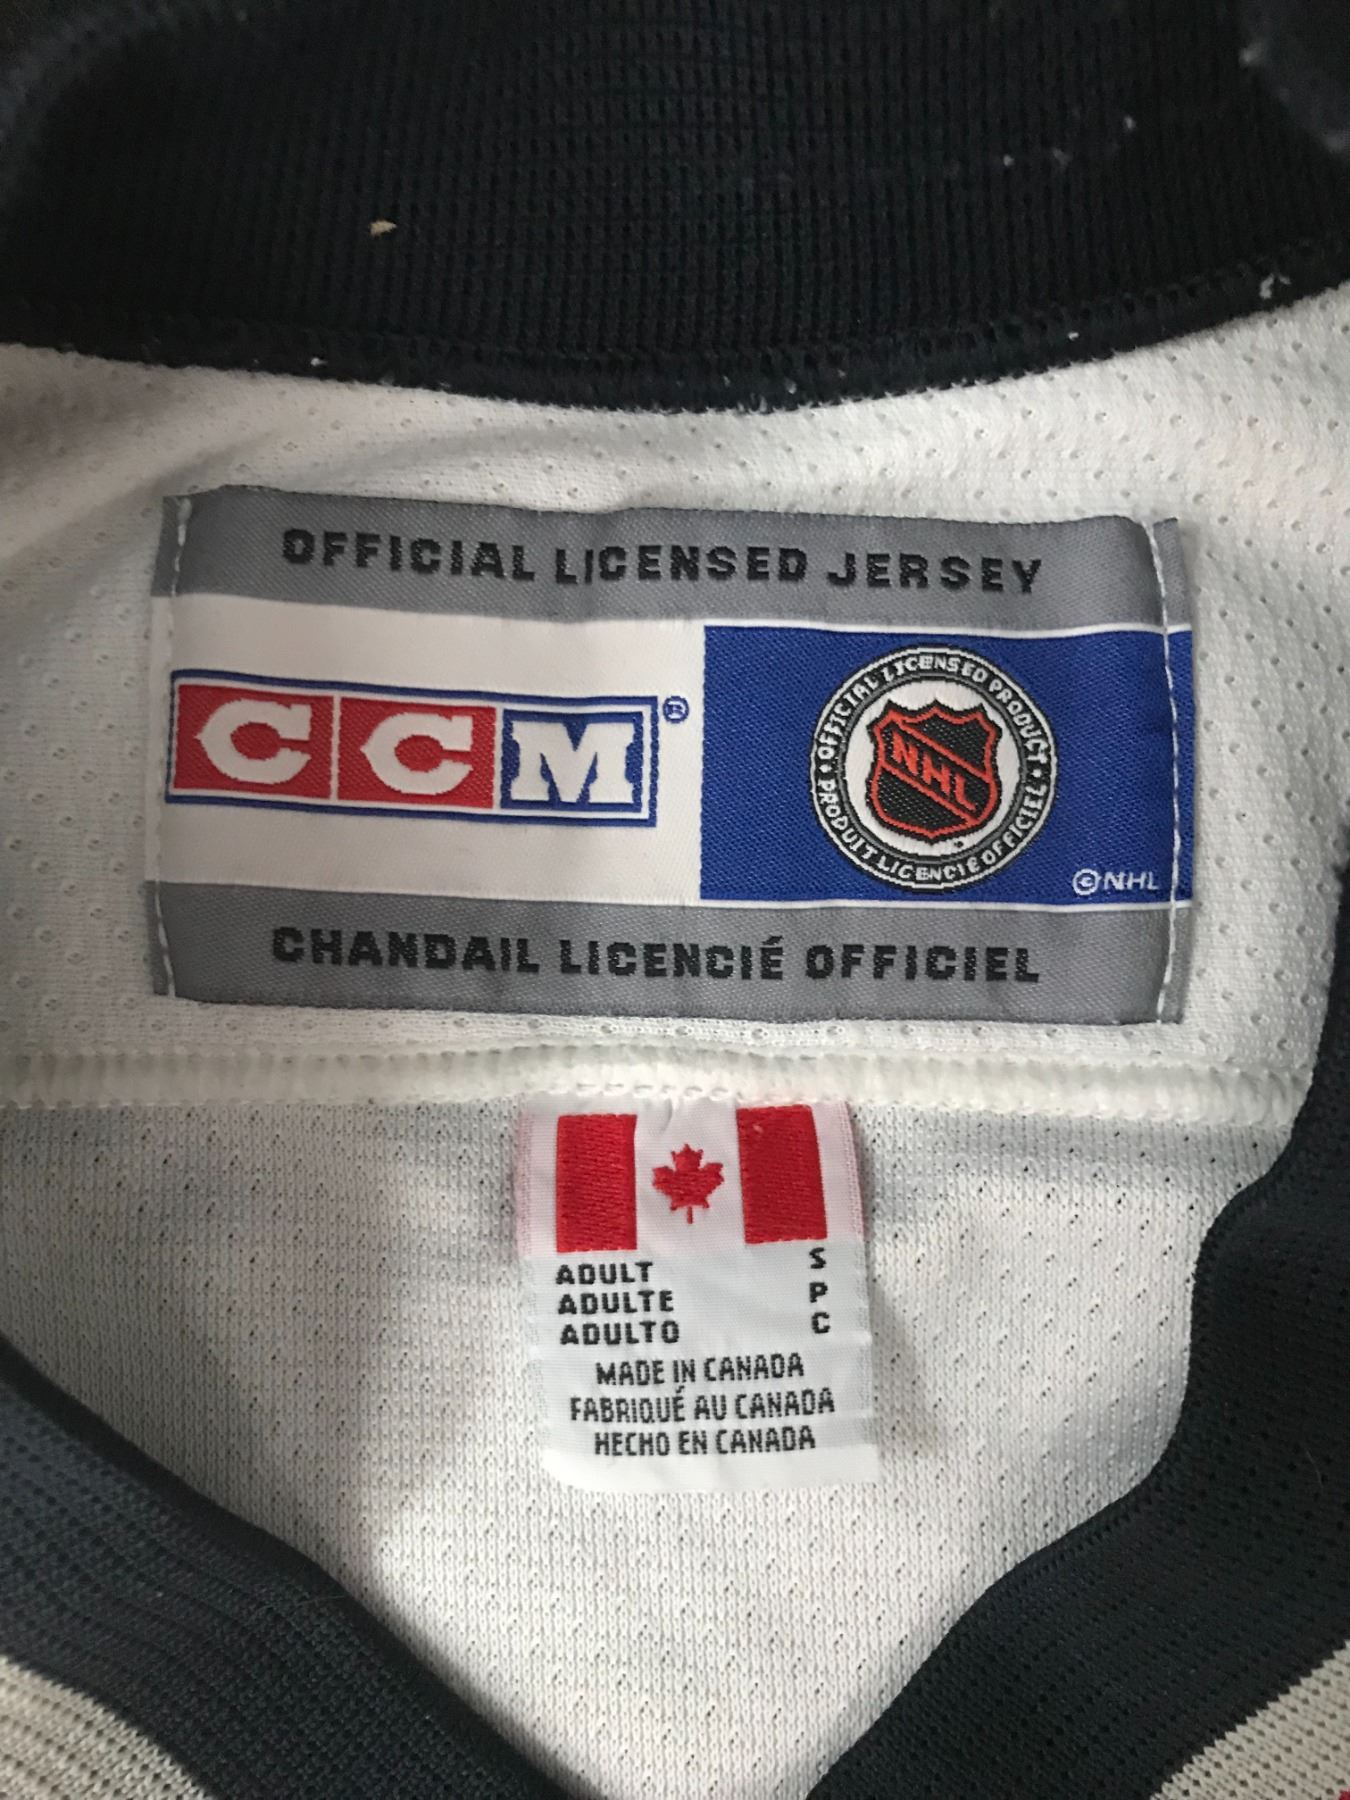 OFFICIAL LICENSED JERSEY
CCM®
OFFICIAL LICENSED PRODUCT
NHL
PRODUIT LICENCIÉ OFFICIEL
©NHL
CHANDAIL LICENCIÉ OFFICIEL
ADULT S
ADULTE P
ADULTO C
MADE IN CANADA
FABRIQUÉ AU CANADA
HECHO EN CANADA